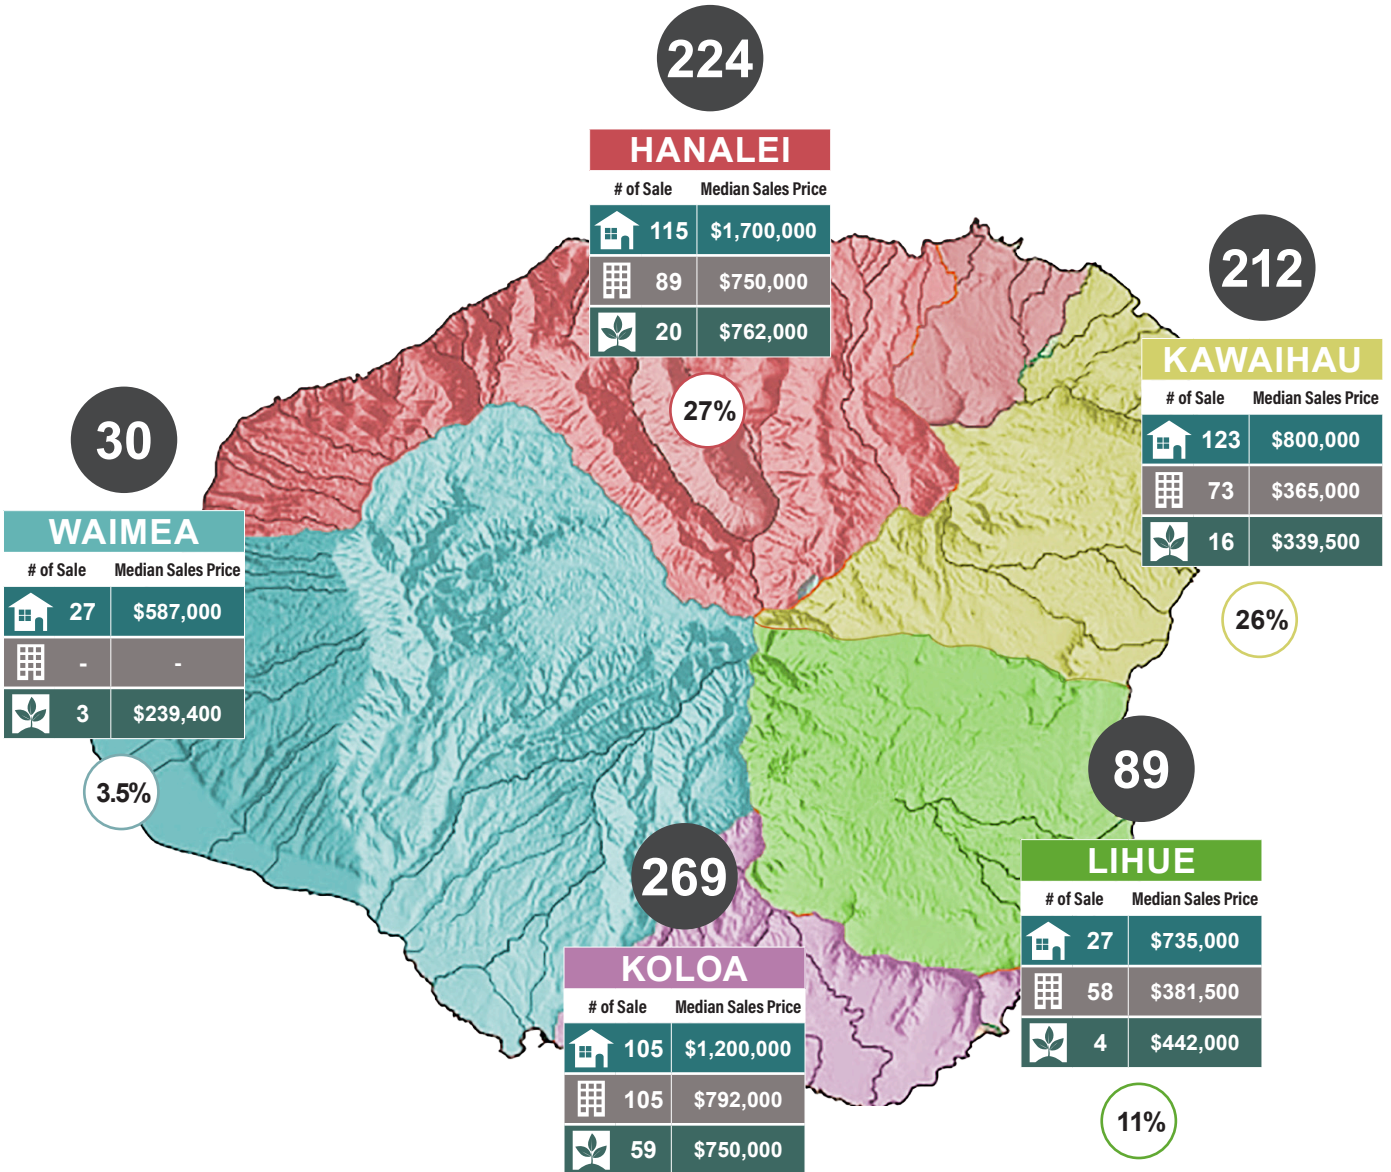 224
HANALEI
# of Sale Median Sales Price
115 $1,700,000
89 $750,000
20 $762,000
27%
212
KAWAIHAU
# of Sale Median Sales Price
123 $800,000
73 $365,000
16 $339,500
26%
30
WAIMEA
# of Sale Median Sales Price
27 $587,000
- -
3 $239,400
3.5%
89
LIHUE
# of Sale Median Sales Price
27 $735,000
58 $381,500
4 $442,000
11%
269
KOLOA
# of Sale Median Sales Price
105 $1,200,000
105 $792,000
59 $750,000